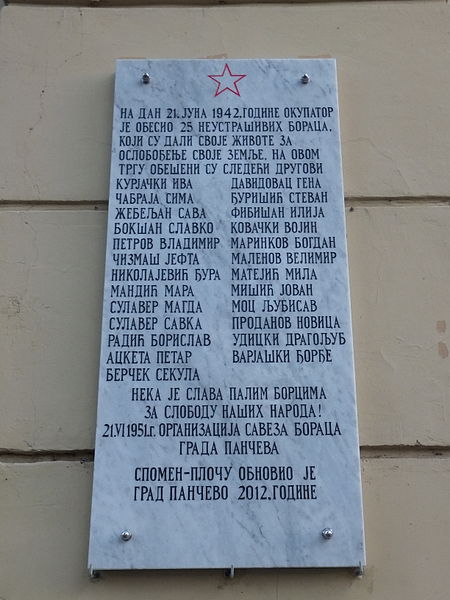 НА ДАН 21. ЈУНА 1942. ГОДИНЕ ОКУПАТОР
ЈЕ ОБЕСИО 25 НЕУСТРАШИВИХ БОРАЦА,
КОЈИ СУ ДАЛИ СВОЈЕ ЖИВОТЕ ЗА
ОСЛОБОЂЕЊЕ СВОЈЕ ЗЕМЉЕ, НА ОВОМ
ТРГУ ОБЕШЕНИ СУ СЛЕДЕЋИ ДРУГОВИ
КУРЈАЧКИ ИВА
ЧАБРАЈА СИМА
ЖЕБЕЉАН САВА
БОКШАН СЛАВКО
ПЕТРОВ ВЛАДИМИР
ЧИЗМАШ ЈЕФТА
НИКОЛАЈЕВИЋ ЂУРА
МАНДИЋ МАРА
СУЛАВЕР МАГДА
СУЛАВЕР САВКА
РАДИЋ БОРИСЛАВ
АЦКЕТА ПЕТАР
БЕРЧЕК СЕКУЛА
ДАВИДОВАЦ ГЕНА
ЂУРИШИЋ СТЕВАН
ФИБИШАН ИЛИЈА
КОВАЧКИ ВОЈИН
МАРИНКОВ БОГДАН
МАЛЕНОВ ВЕЛИМИР
МАТЕЈИЋ МИЛА
МИШИЋ ЈОВАН
МОЦ ЉУБИСАВ
ПРОДАНОВ НОВИЦА
УДИЦКИ ДРАГОЉУБ
ВАРЈАШКИ ЂОРЂЕ
НЕКА ЈЕ СЛАВА ПАЛИМ БОРЦИМА
ЗА СЛОБОДУ НАШИХ НАРОДА!
21.VI 1951.г. ОРГАНИЗАЦИЈА САВЕЗА БОРАЦА
ГРАДА ПАНЧЕВА
СПОМЕН-ПЛОЧУ ОБНОВИО ЈЕ
ГРАД ПАНЧЕВО 2012. ГОДИНЕ